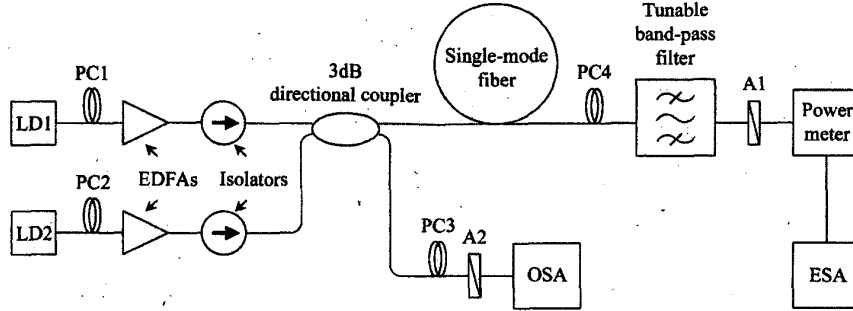 Tunable
band-pass
filter
Single-mode
fiber
3dB
directional coupler
PC1
PC4
A1
LD1
Power
meter
EDFAs
Isolators
PC2
LD2
PC3
A2
OSA
ESA